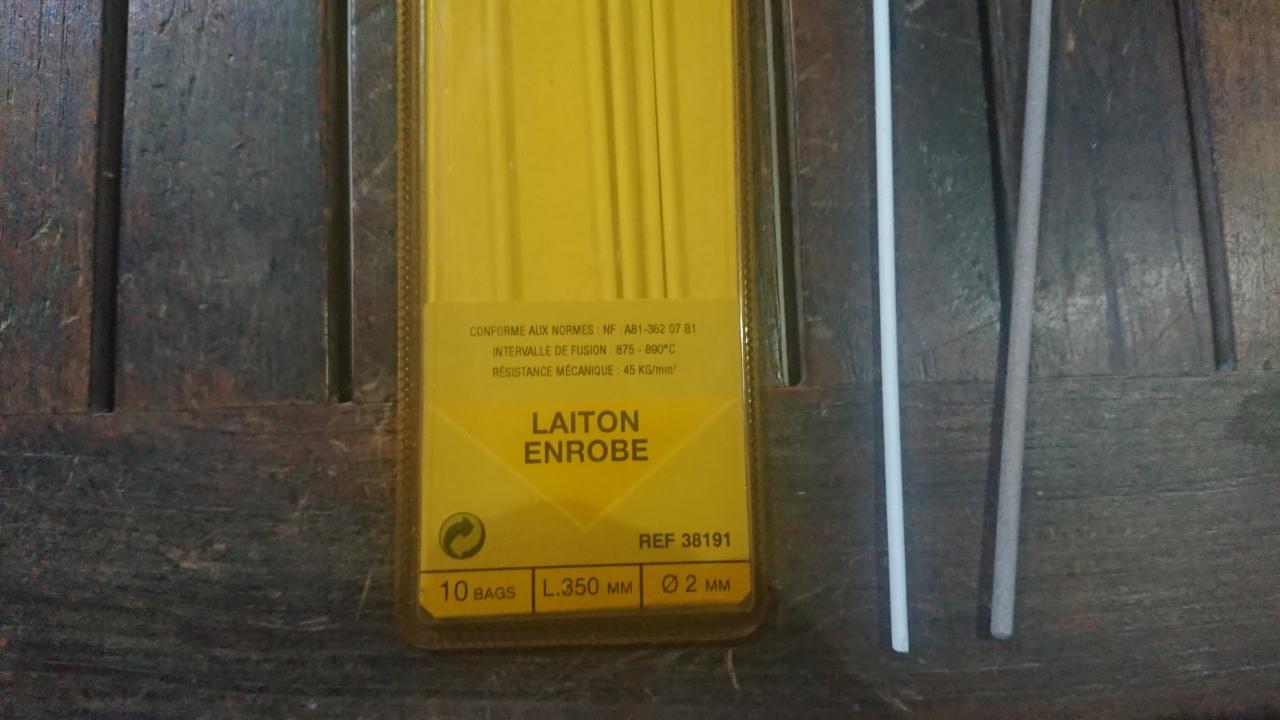 CONFORME AUX NORMES : NF : A81-362 07 B1
INTERVALLE DE FUSION : 875 - 890°C
RÉSISTANCE MÉCANIQUE : 45 KG/mm²
LAITON
ENROBE
REF 38191
10 BAGS L.350 MM Ø 2 MM